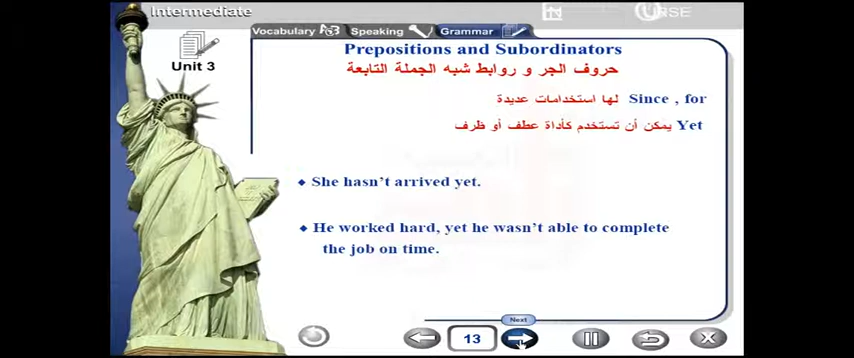 Intermediate
Vocabulary
Speaking
Grammar
Unit 3
Prepositions and Subordinators
حروف الجر و روابط شبه الجملة التابعة
Since , for لها استخدامات عديدة
Yet يمكن أن تستخدم كأداة عطف أو ظرف
She hasn't arrived yet.
He worked hard, yet he wasn't able to complete
the job on time.
Next
13